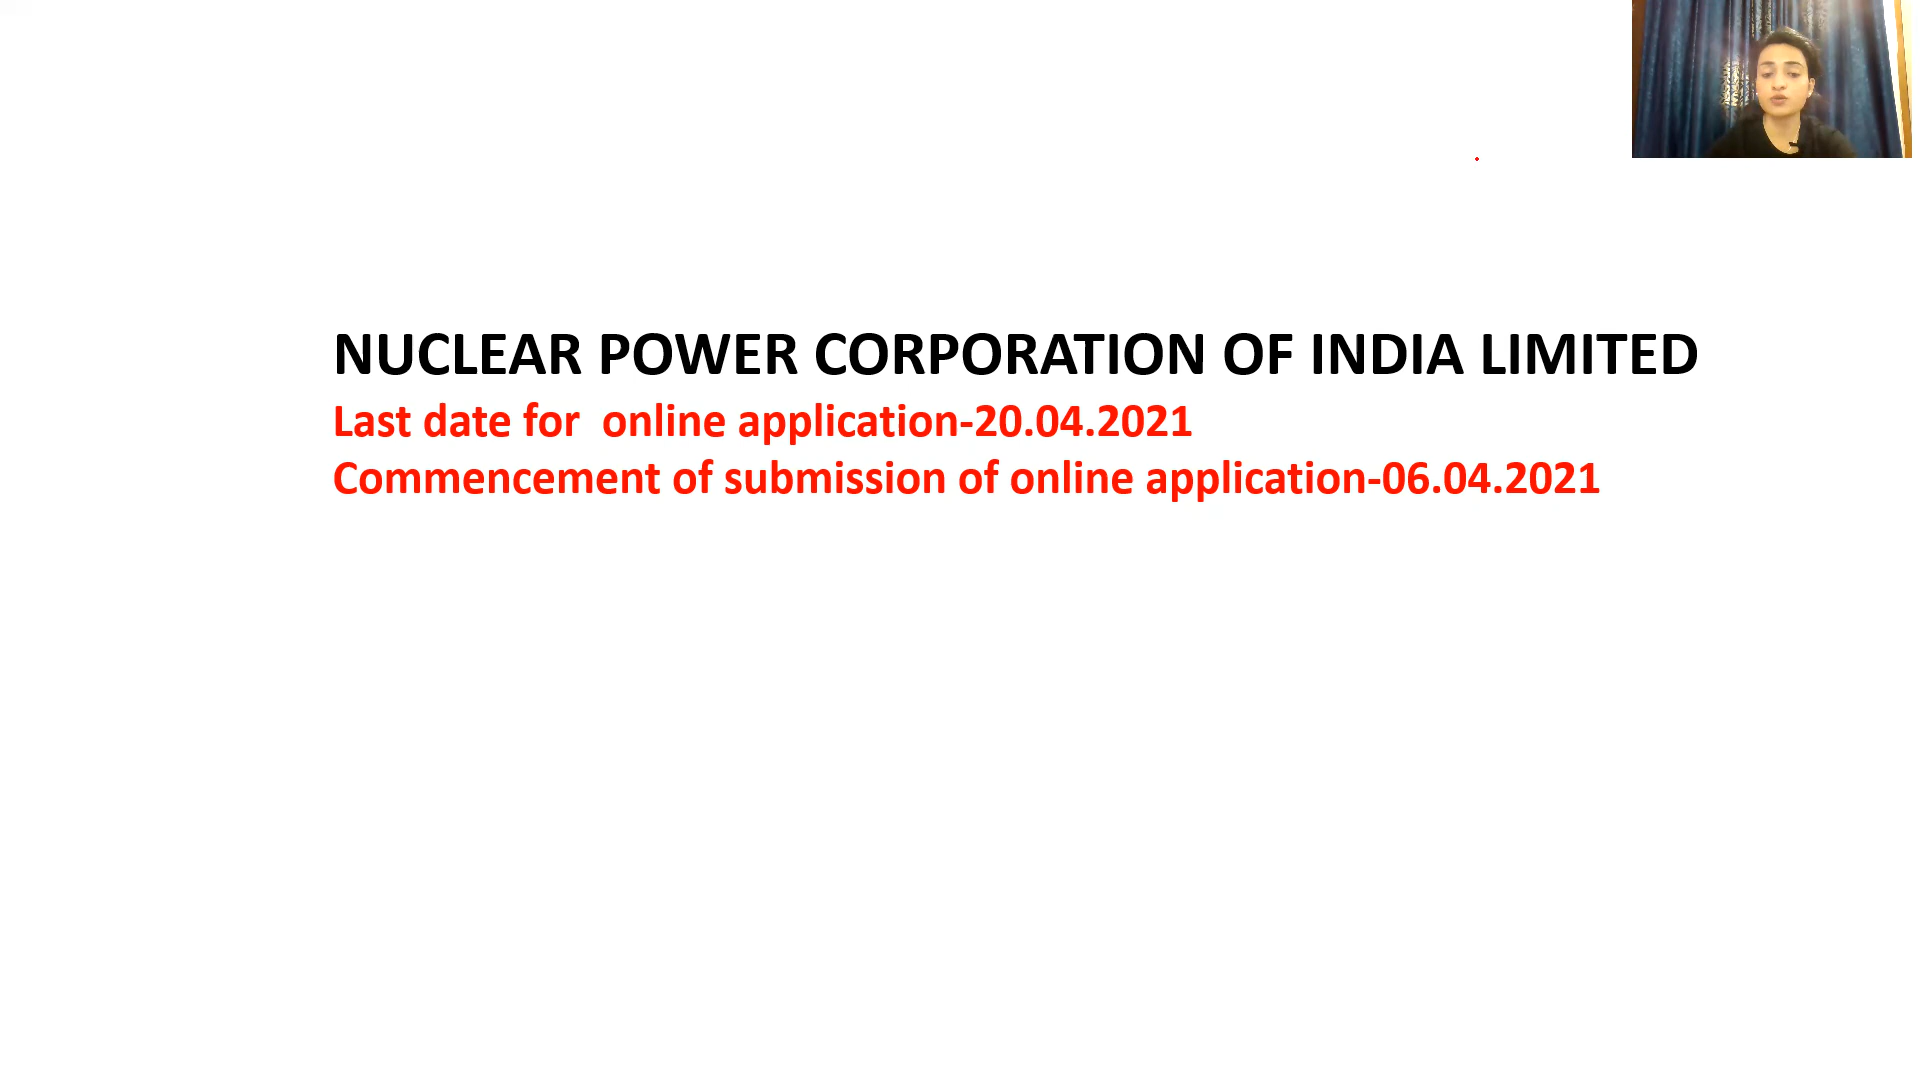 NUCLEAR POWER CORPORATION OF INDIA LIMITED
Last date for  online application-20.04.2021
Commencement of submission of online application-06.04.2021